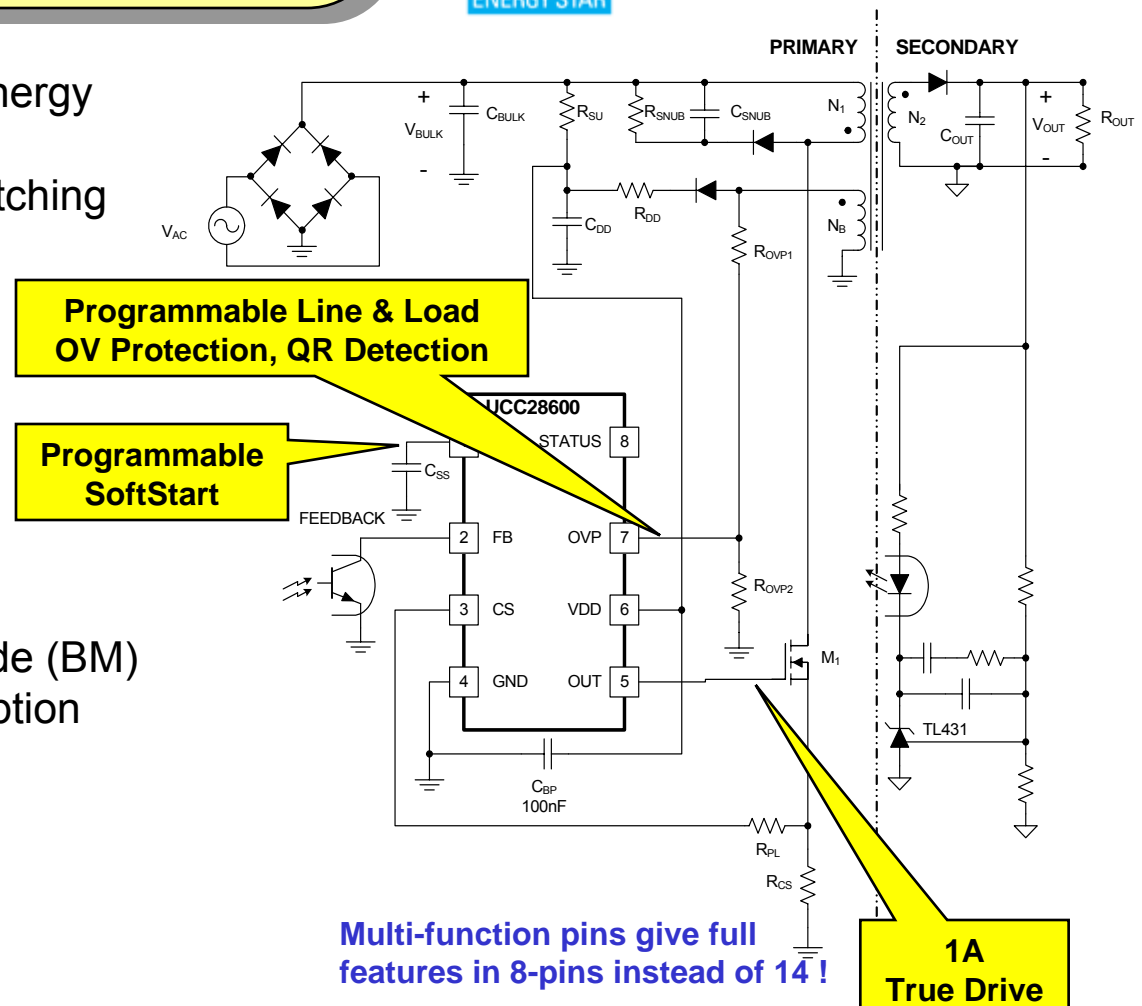 ENERGY STAR
PRIMARY
SECONDARY
nergy
tching
de (BM)
ption
+
VBULK
-
CBULK
RSU
RSNUB
CSNUB
N1
N2
COUT
+
VOUT
-
ROUT
VAC
CDD
RDD
NB
ROVP1
Programmable Line & Load
OV Protection, QR Detection
UCC28600
Programmable
SoftStart
CSS
STATUS
8
FEEDBACK
2
FB
OVP
7
3
CS
VDD
6
4
GND
OUT
5
ROVP2
M1
TL431
CBP
100nF
RPL
RCS
Multi-function pins give full
features in 8-pins instead of 14 !
1A
True Drive